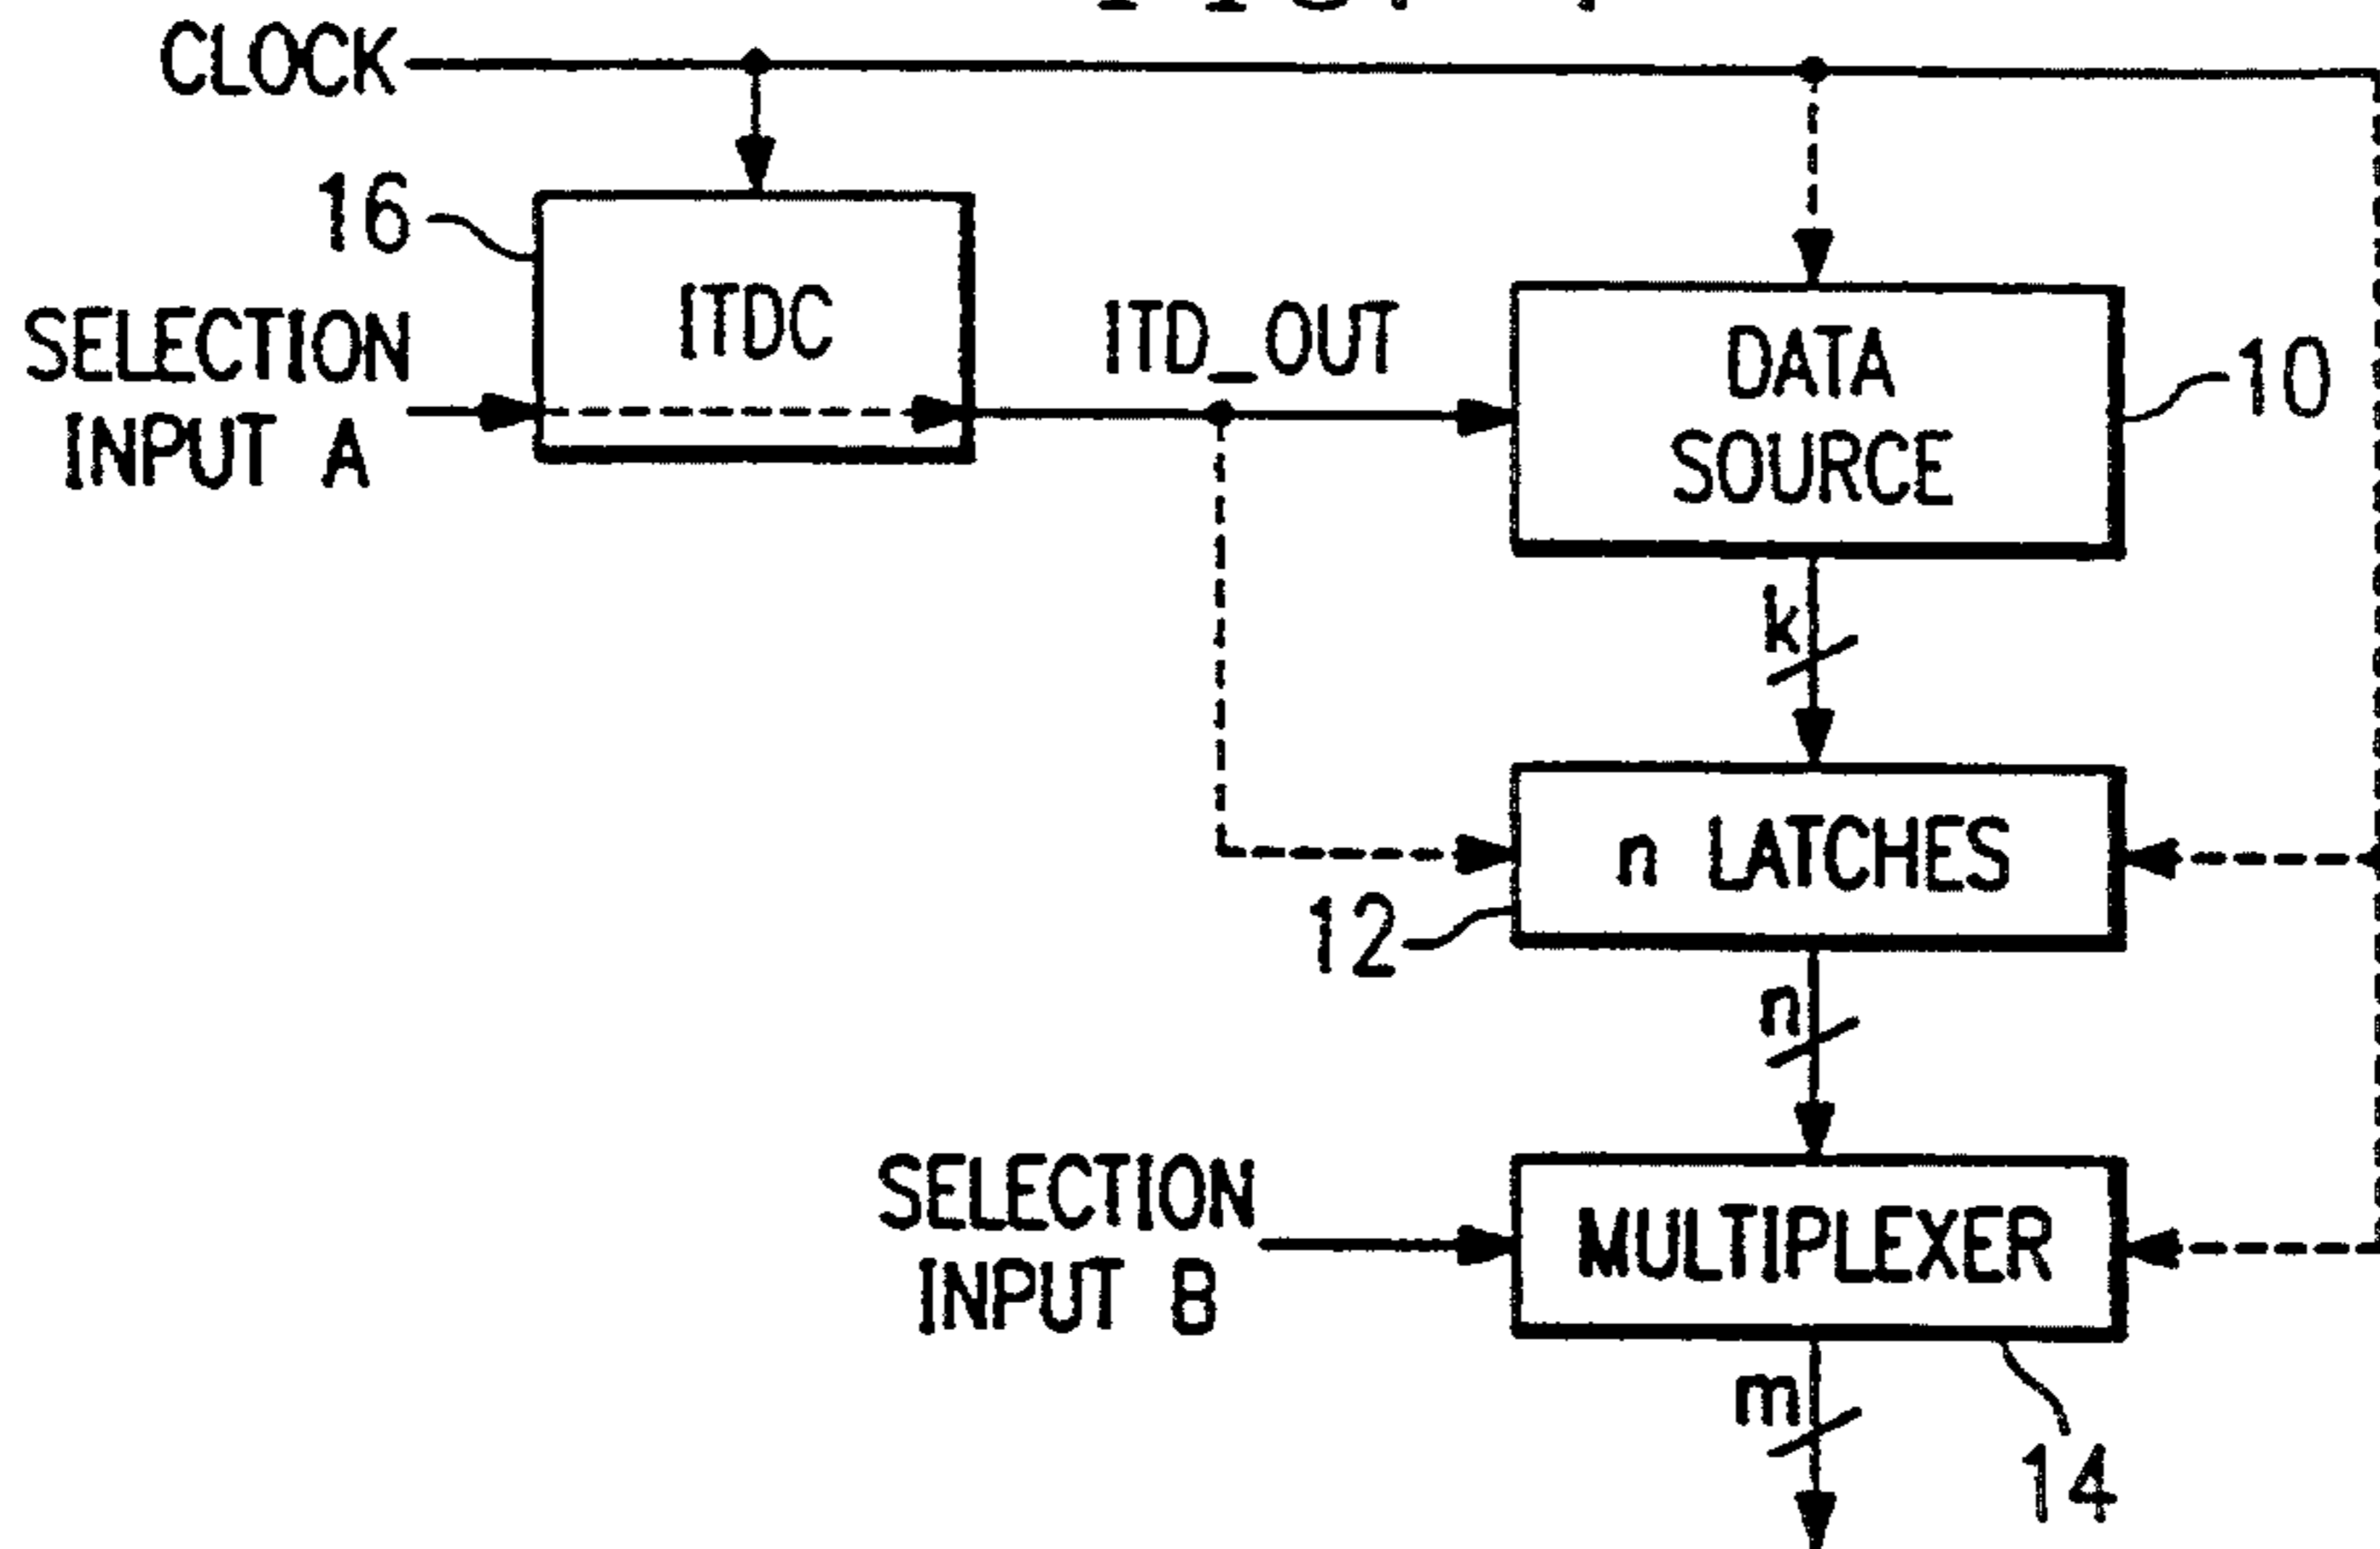 CLOCK
16
ITDC
SELECTION
INPUT A
ITD_OUT
DATA
SOURCE
10
k
n LATCHES
12
n
SELECTION
INPUT B
MULTIPLEXER
m
14